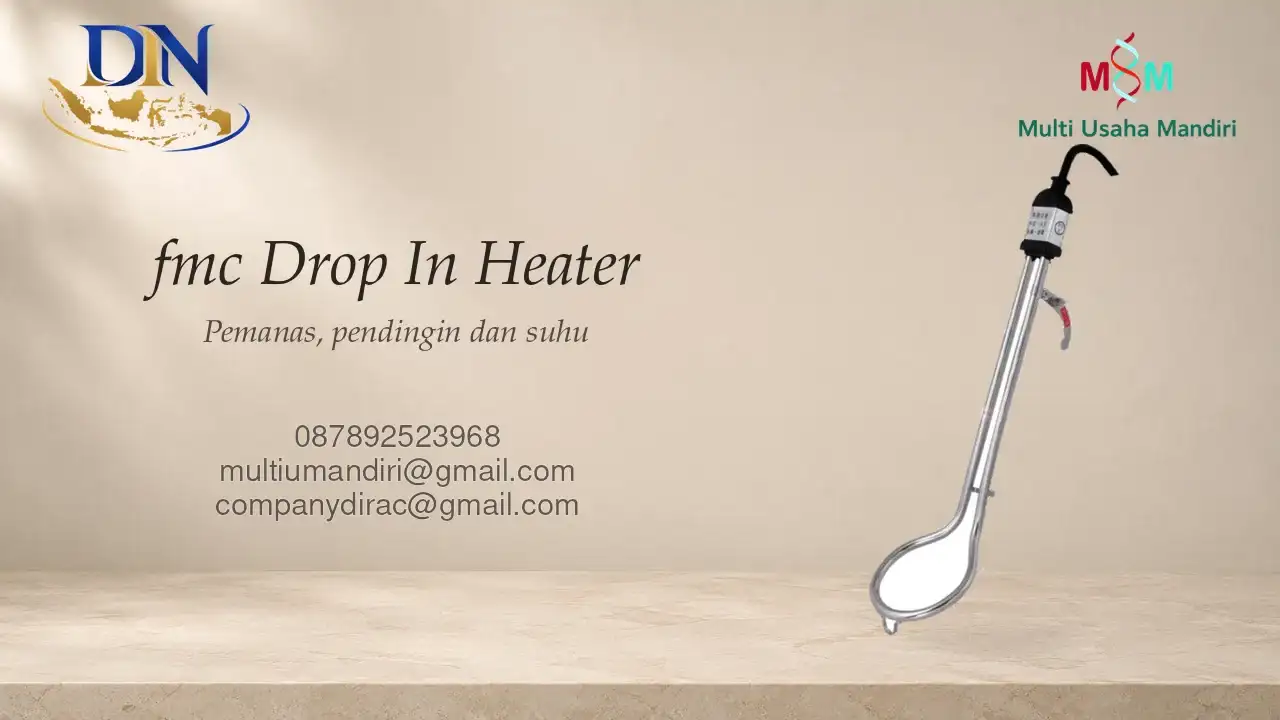 DN
M M
Multi Usaha Mandiri
fmc Drop In Heater
Pemanas, pendingin dan suhu
087892523968
multiumandiri@gmail.com
companydirac@gmail.com